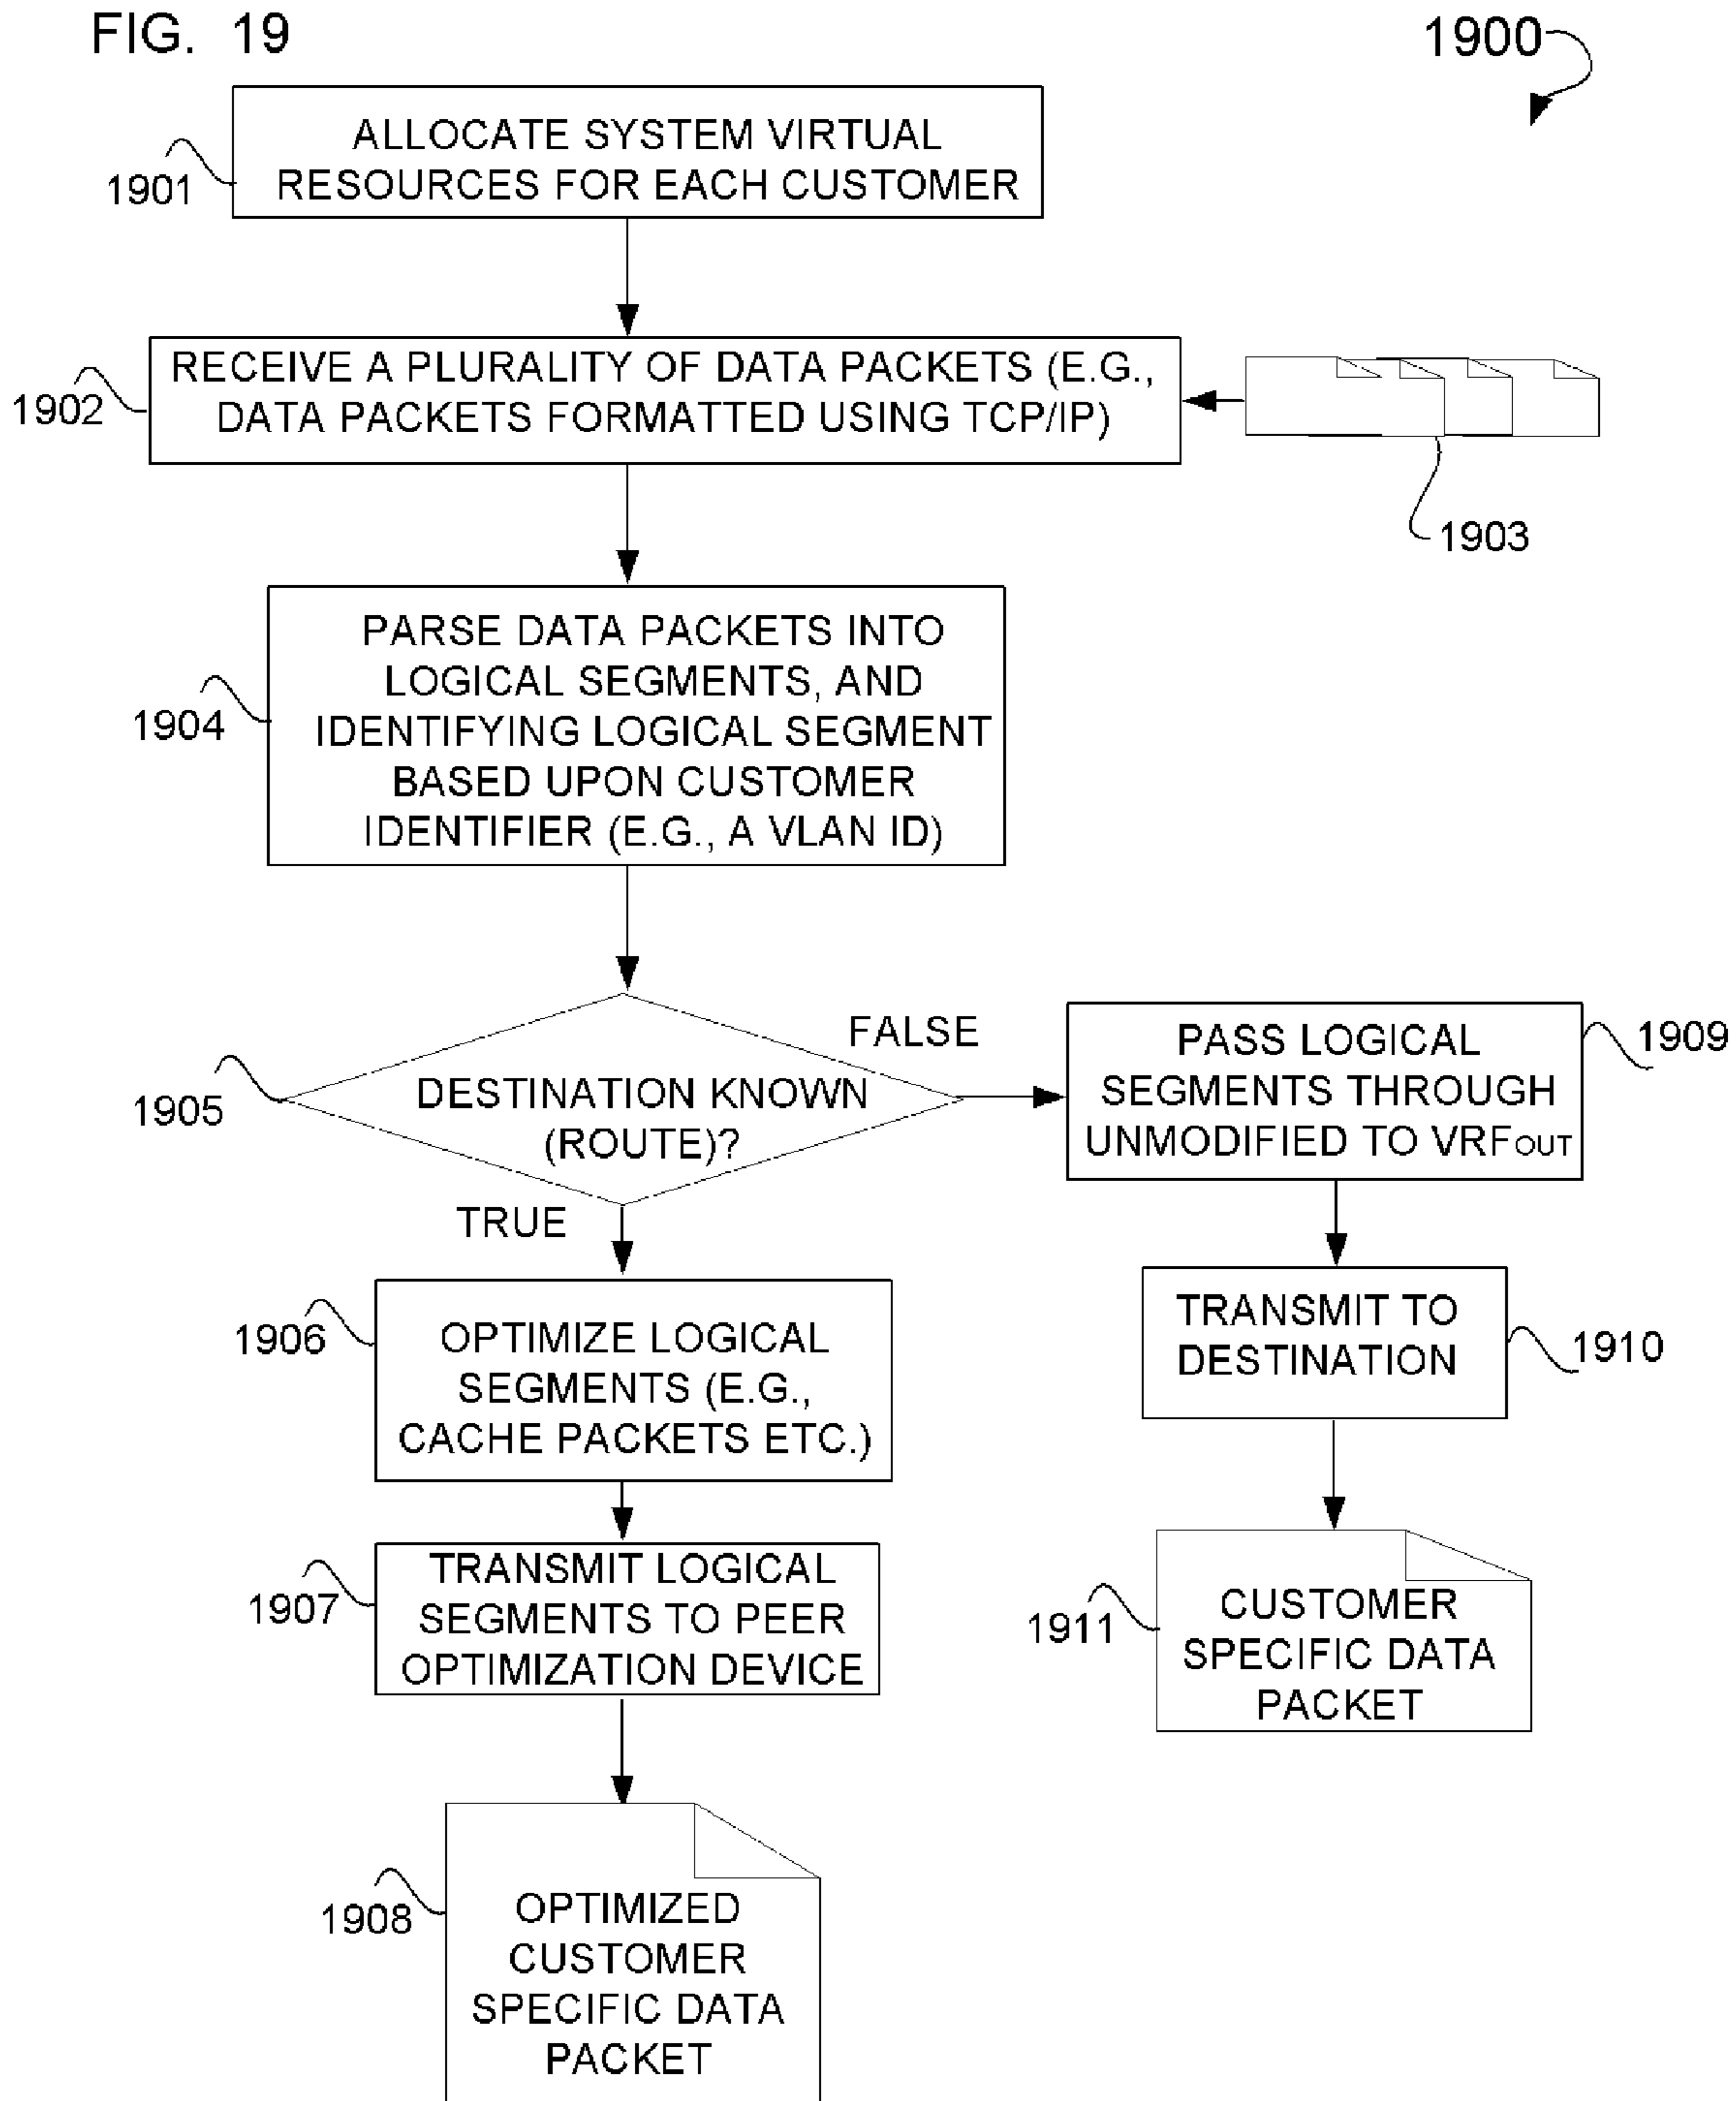 FIG. 19
1900
ALLOCATE SYSTEM VIRTUAL
RESOURCES FOR EACH CUSTOMER
1901
RECEIVE A PLURALITY OF DATA PACKETS (E.G.,
DATA PACKETS FORMATTED USING TCP/IP)
1902
1903
PARSE DATA PACKETS INTO
LOGICAL SEGMENTS, AND
IDENTIFYING LOGICAL SEGMENT
BASED UPON CUSTOMER
IDENTIFIER (E.G., A VLAN ID)
1904
DESTINATION KNOWN
(ROUTE)?
1905
FALSE
TRUE
PASS LOGICAL
SEGMENTS THROUGH
UNMODIFIED TO VRFOUT
1909
OPTIMIZE LOGICAL
SEGMENTS (E.G.,
CACHE PACKETS ETC.)
1906
TRANSMIT TO
DESTINATION
1910
TRANSMIT LOGICAL
SEGMENTS TO PEER
OPTIMIZATION DEVICE
1907
CUSTOMER
SPECIFIC DATA
PACKET
1911
OPTIMIZED
CUSTOMER
SPECIFIC DATA
PACKET
1908